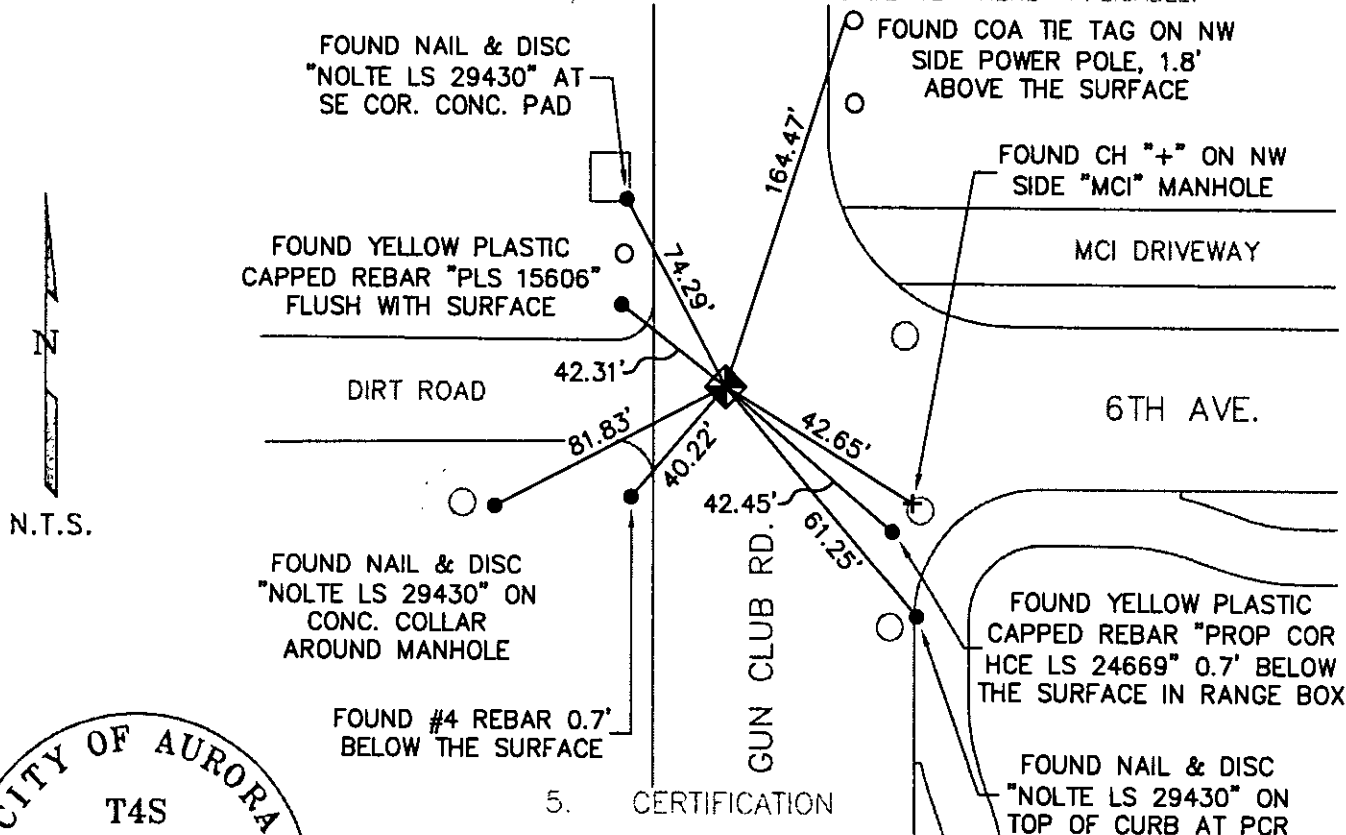 FOUND NAIL & DISC
"NOLTE LS 29430" AT
SE COR. CONC. PAD
FOUND COA TIE TAG ON NW
SIDE POWER POLE, 1.8'
ABOVE THE SURFACE
164.47'
FOUND CH "+" ON NW
SIDE "MCI" MANHOLE
MCI DRIVEWAY
FOUND YELLOW PLASTIC
CAPPED REBAR "PLS 15606"
FLUSH WITH SURFACE
74.29'
N
N.T.S.
DIRT ROAD
42.31'
6TH AVE.
81.83'
40.22'
42.65'
42.45'
61.25'
GUN CLUB RD.
FOUND NAIL & DISC
"NOLTE LS 29430" ON
CONC. COLLAR
AROUND MANHOLE
FOUND #4 REBAR 0.7'
BELOW THE SURFACE
FOUND YELLOW PLASTIC
CAPPED REBAR "PROP COR
HCE LS 24669" 0.7' BELOW
THE SURFACE IN RANGE BOX
FOUND NAIL & DISC
"NOLTE LS 29430" ON
TOP OF CURB AT PCR
CITY OF AURORA
T4S
5. CERTIFICATION